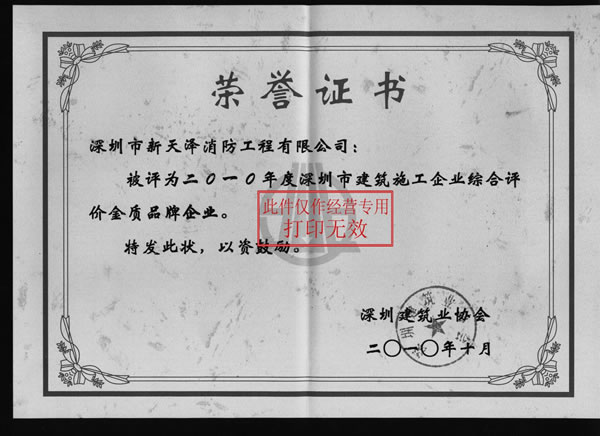 荣誉证书
深圳市新天泽消防工程有限公司：
被评为二〇一〇年度深圳市建筑施工企业综合评
价金质品牌企业。
此件仅作经营专用
打印无效
特发此状，以资鼓励。
深圳建筑业协会
二〇一〇年十月